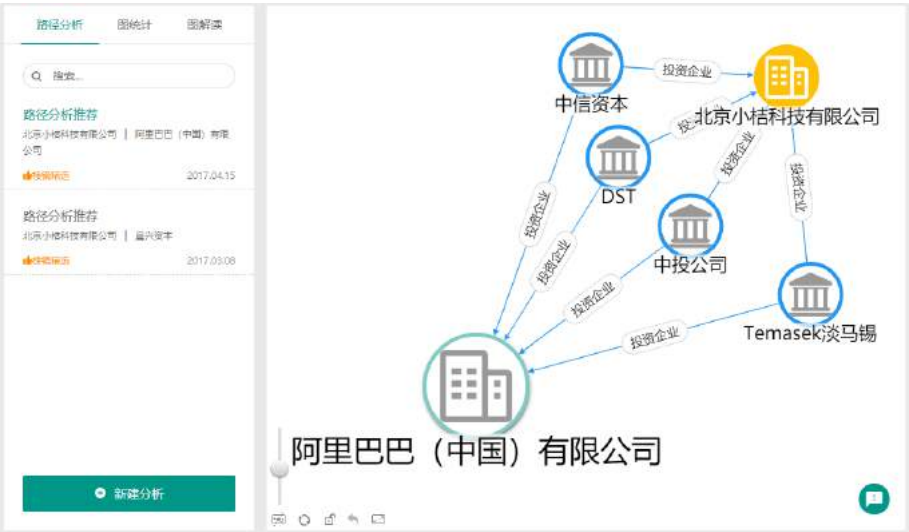 路径分析 图统计 图解读
搜索...
路径分析推荐
北京小桔科技有限公司 | 阿里巴巴（中国）有限
公司
2017.04.15
路径分析推荐
北京小桔科技有限公司 | 星兴资本
2017.03.08
新建分析
投资企业
中信资本
北京小桔科技有限公司
投资企业
DST
投资企业
投资企业
投资企业
投资企业
中投公司
投资企业
Temasek淡马锡
投资企业
阿里巴巴（中国）有限公司